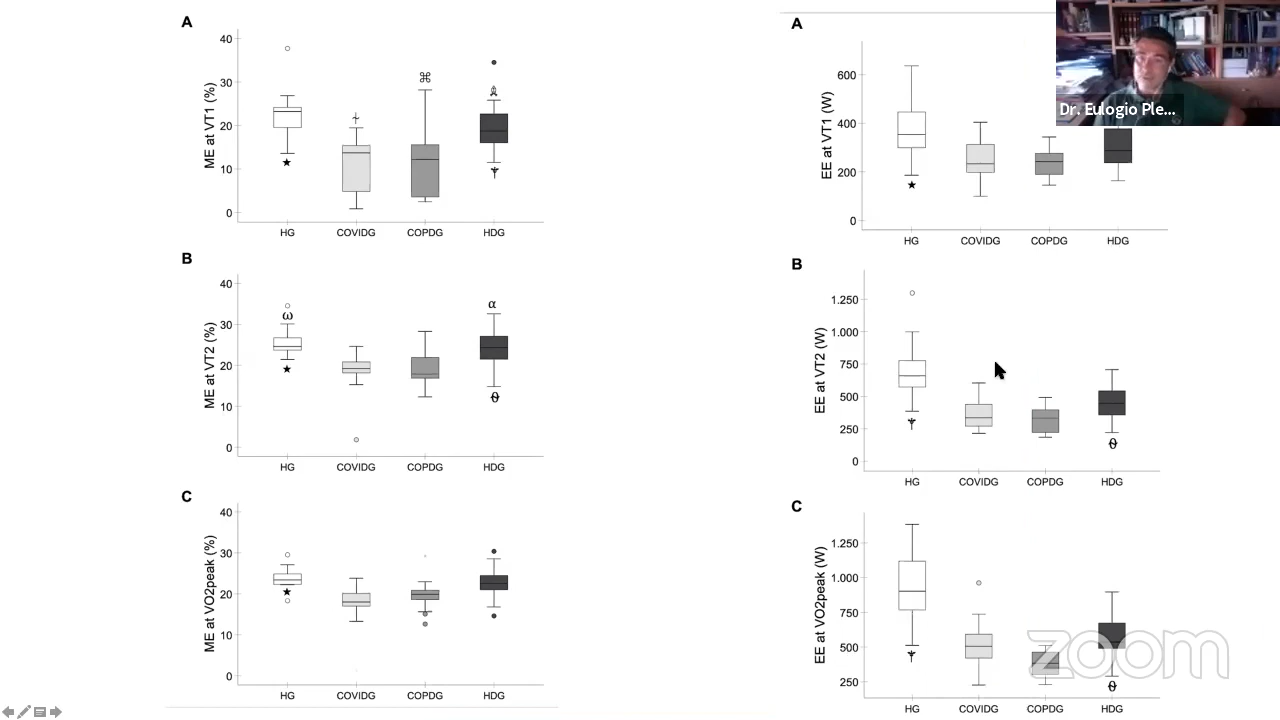 A
40
30
20
10
0
ME at VT1 (%)
⌘
HG COVIDG COPDG HDG
B
40
30
20
10
0
ME at VT2 (%)
ω
α
HG COVIDG COPDG HDG
C
40
30
20
10
0
ME at VO2peak (%)
HG COVIDG COPDG HDG
A
600
400
200
0
EE at VT1 (W)
HG COVIDG COPDG HDG
B
1.250
1.000
750
500
250
0
EE at VT2 (W)
HG COVIDG COPDG HDG
C
1.250
1.000
750
500
250
EE at VO2peak (W)
HG COVIDG COPDG HDG
Dr. Eulogio Ple...
zoom